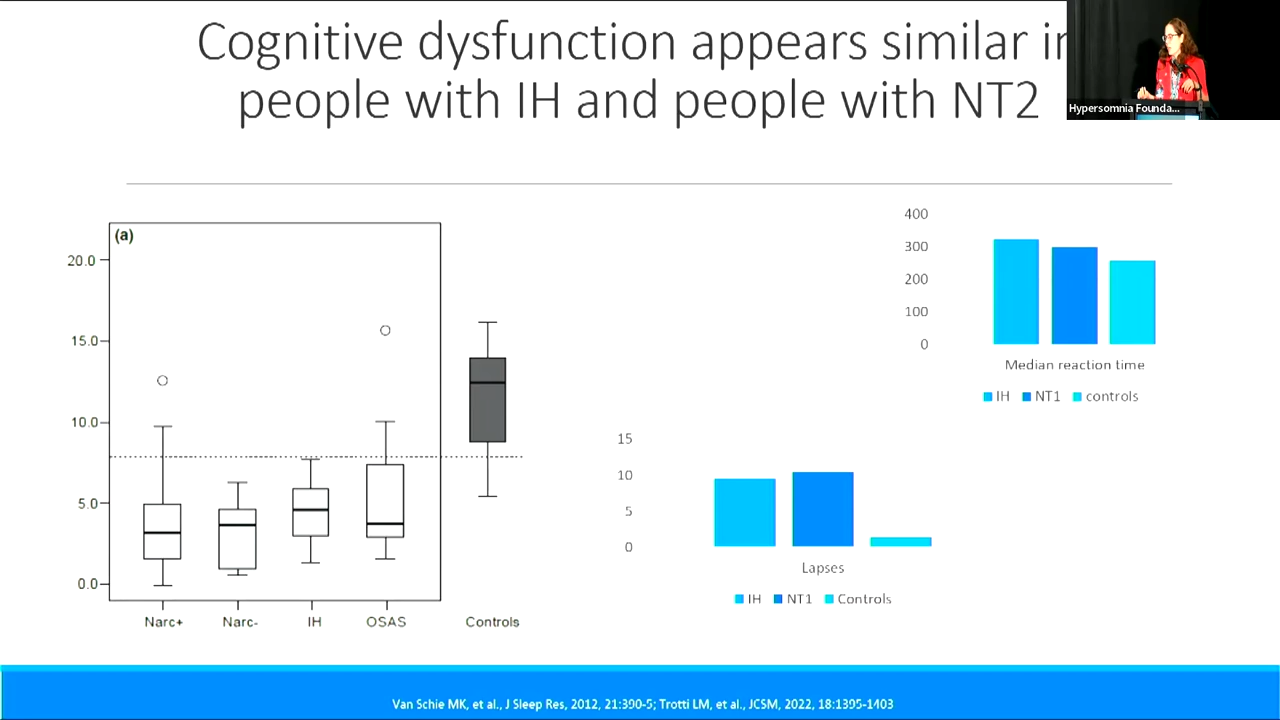 Cognitive dysfunction appears similar in
people with IH and people with NT2
Hypersomnia Founda...
(a)
20.0
15.0
10.0
5.0
0.0
Narc+ Narc- IH OSAS Controls
400
300
200
100
0
Median reaction time
IH NT1 controls
15
10
5
0
Lapses
IH NT1 Controls
Van Schie MK, et al., J Sleep Res, 2012, 21:390-5; Trotti LM, et al., JCSM, 2022, 18:1395-1403